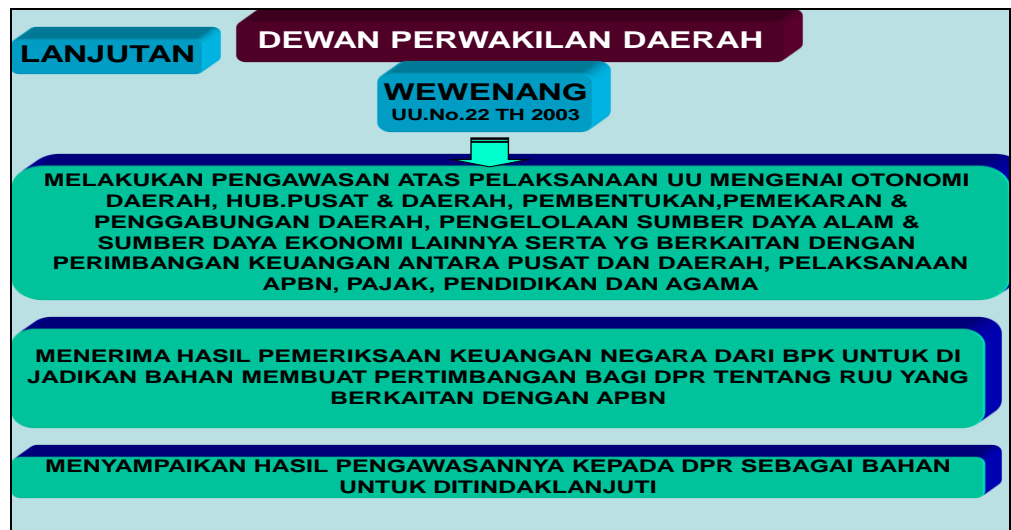 LANJUTAN
DEWAN PERWAKILAN DAERAH
WEWENANG
UU.No.22 TH 2003
MELAKUKAN PENGAWASAN ATAS PELAKSANAAN UU MENGENAI OTONOMI
DAERAH, HUB.PUSAT & DAERAH, PEMBENTUKAN,PEMEKARAN &
PENGGABUNGAN DAERAH, PENGELOLAAN SUMBER DAYA ALAM &
SUMBER DAYA EKONOMI LAINNYA SERTA YG BERKAITAN DENGAN
PERIMBANGAN KEUANGAN ANTARA PUSAT DAN DAERAH, PELAKSANAAN
APBN, PAJAK, PENDIDIKAN DAN AGAMA
MENERIMA HASIL PEMERIKSAAN KEUANGAN NEGARA DARI BPK UNTUK DI
JADIKAN BAHAN MEMBUAT PERTIMBANGAN BAGI DPR TENTANG RUU YANG
BERKAITAN DENGAN APBN
MENYAMPAIKAN HASIL PENGAWASANNYA KEPADA DPR SEBAGAI BAHAN
UNTUK DITINDAKLANJUTI